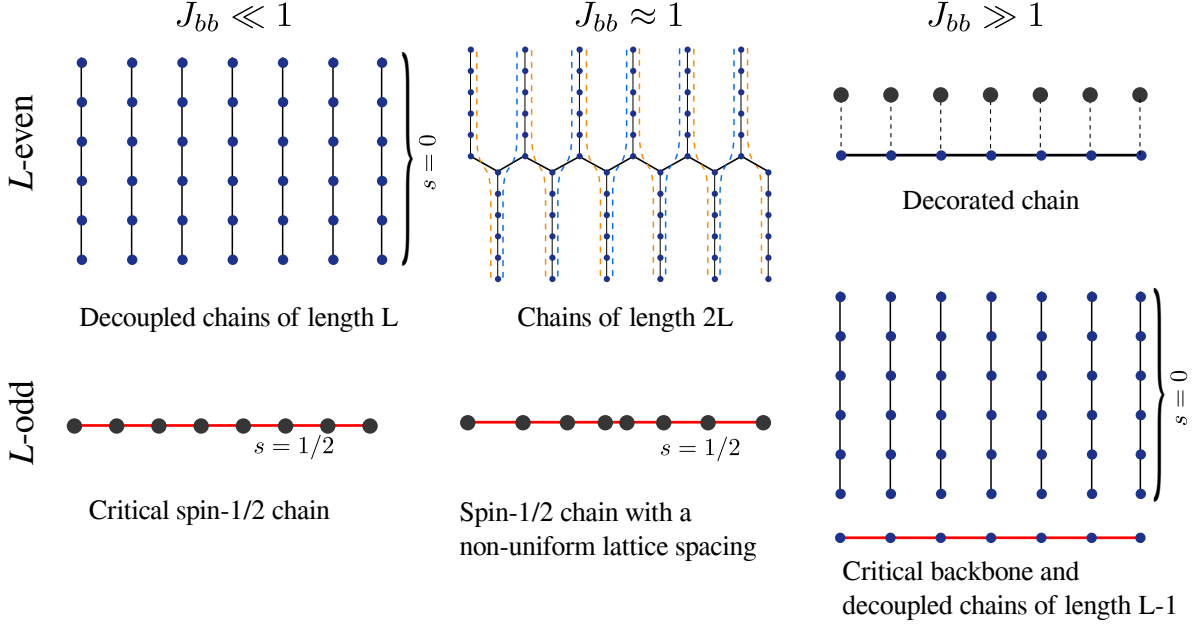 J_{bb} ≪ 1
J_{bb} ≈ 1
J_{bb} ≫ 1
L-even
s = 0
Decoupled chains of length L
Chains of length 2L
Decorated chain
L-odd
s = 1/2
Critical spin-1/2 chain
s = 1/2
Spin-1/2 chain with a
non-uniform lattice spacing
s = 0
Critical backbone and
decoupled chains of length L-1